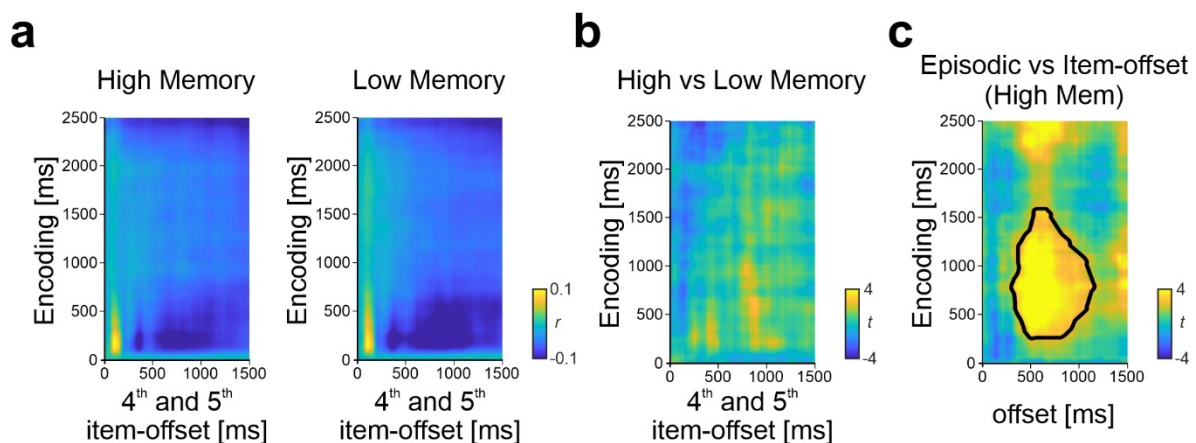 a
High Memory
Low Memory
Encoding [ms]
2500
2000
1500
1000
500
0
0 500 1000 1500
4th and 5th
item-offset [ms]
Encoding [ms]
2500
2000
1500
1000
500
0
0 500 1000 1500
4th and 5th
item-offset [ms]
0.1
r
-0.1
b
High vs Low Memory
Encoding [ms]
2500
2000
1500
1000
500
0
0 500 1000 1500
4th and 5th
item-offset [ms]
4
t
-4
c
Episodic vs Item-offset
(High Mem)
Encoding [ms]
2500
2000
1500
1000
500
0
0 500 1000 1500
offset [ms]
4
t
-4